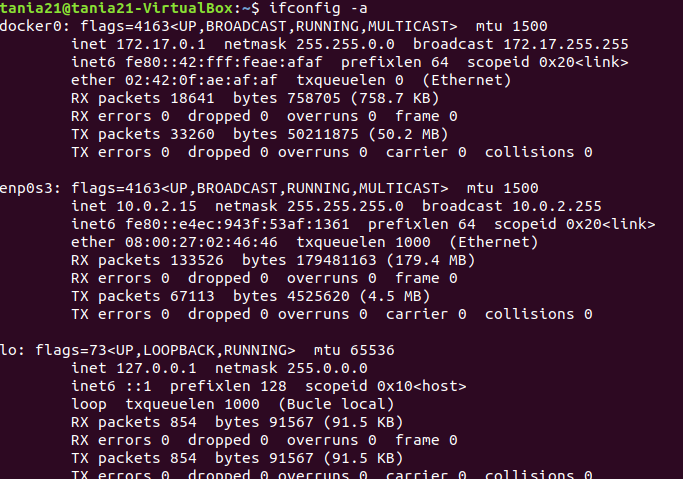 tania21@tania21-VirtualBox:~$ ifconfig -a
docker0: flags=4163<UP,BROADCAST,RUNNING,MULTICAST>  mtu 1500
        inet 172.17.0.1  netmask 255.255.0.0  broadcast 172.17.255.255
        inet6 fe80::42:fff:feae:afaf  prefixlen 64  scopeid 0x20<link>
        ether 02:42:0f:ae:af:af  txqueuelen 0  (Ethernet)
        RX packets 18641  bytes 758705 (758.7 KB)
        RX errors 0  dropped 0  overruns 0  frame 0
        TX packets 33260  bytes 50211875 (50.2 MB)
        TX errors 0  dropped 0 overruns 0  carrier 0  collisions 0

enp0s3: flags=4163<UP,BROADCAST,RUNNING,MULTICAST>  mtu 1500
        inet 10.0.2.15  netmask 255.255.255.0  broadcast 10.0.2.255
        inet6 fe80::e4ec:943f:53af:1361  prefixlen 64  scopeid 0x20<link>
        ether 08:00:27:02:46:46  txqueuelen 1000  (Ethernet)
        RX packets 133526  bytes 179481163 (179.4 MB)
        RX errors 0  dropped 0  overruns 0  frame 0
        TX packets 67113  bytes 4525620 (4.5 MB)
        TX errors 0  dropped 0 overruns 0  carrier 0  collisions 0

lo: flags=73<UP,LOOPBACK,RUNNING>  mtu 65536
        inet 127.0.0.1  netmask 255.0.0.0
        inet6 ::1  prefixlen 128  scopeid 0x10<host>
        loop  txqueuelen 1000  (Bucle local)
        RX packets 854  bytes 91567 (91.5 KB)
        RX errors 0  dropped 0  overruns 0  frame 0
        TX packets 854  bytes 91567 (91.5 KB)
        TX errors 0  dropped 0 overruns 0  carrier 0  collisions 0